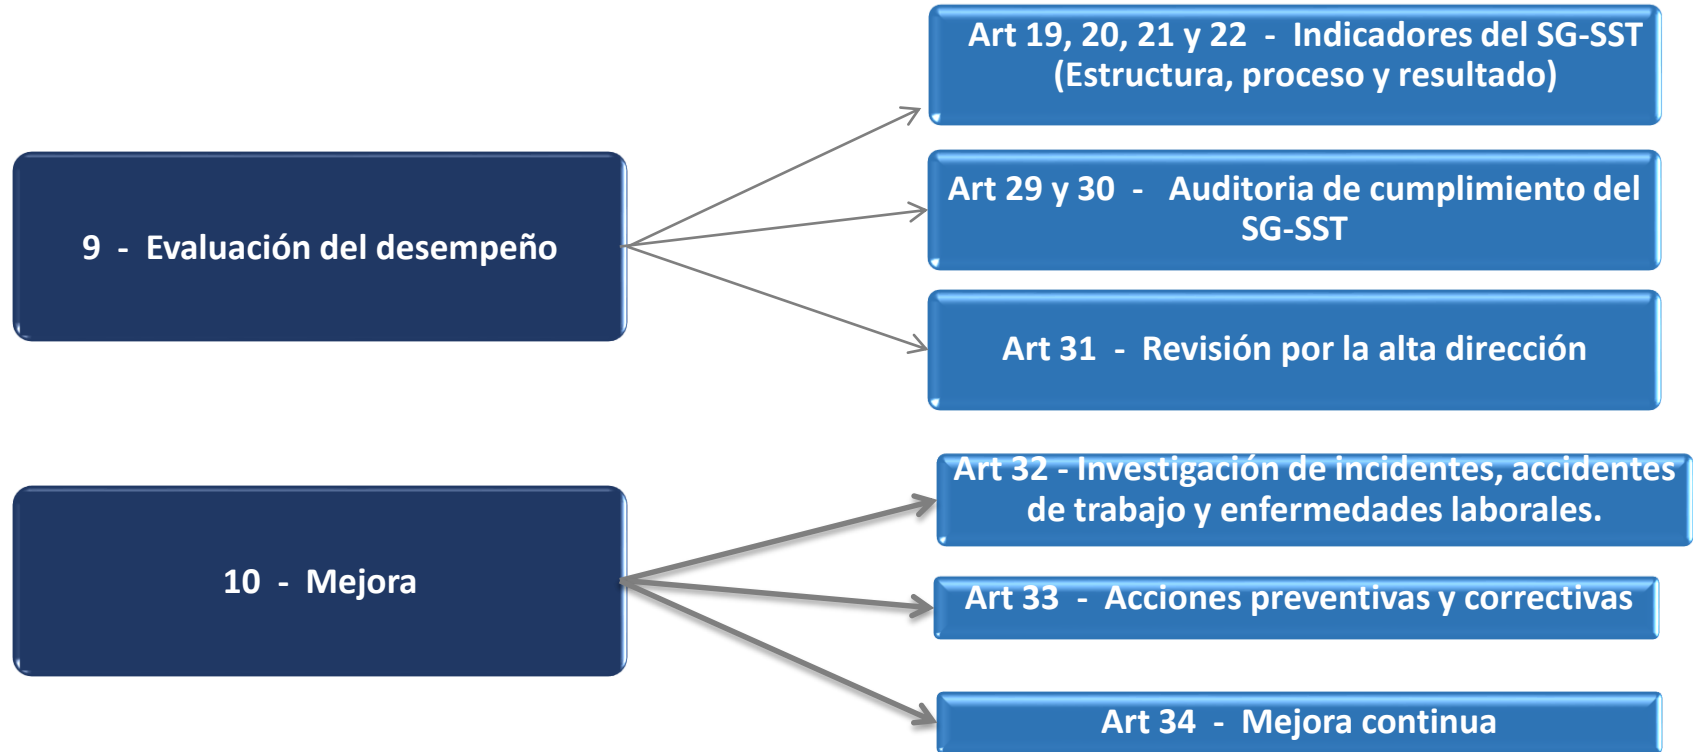 Art 19, 20, 21 y 22  -  Indicadores del SG-SST
(Estructura, proceso y resultado)
9  -  Evaluación del desempeño
Art 29 y 30  -   Auditoria de cumplimiento del
SG-SST
Art 31  -  Revisión por la alta dirección
10  -  Mejora
Art 32 - Investigación de incidentes, accidentes
de trabajo y enfermedades laborales.
Art 33  -  Acciones preventivas y correctivas
Art 34  -  Mejora continua